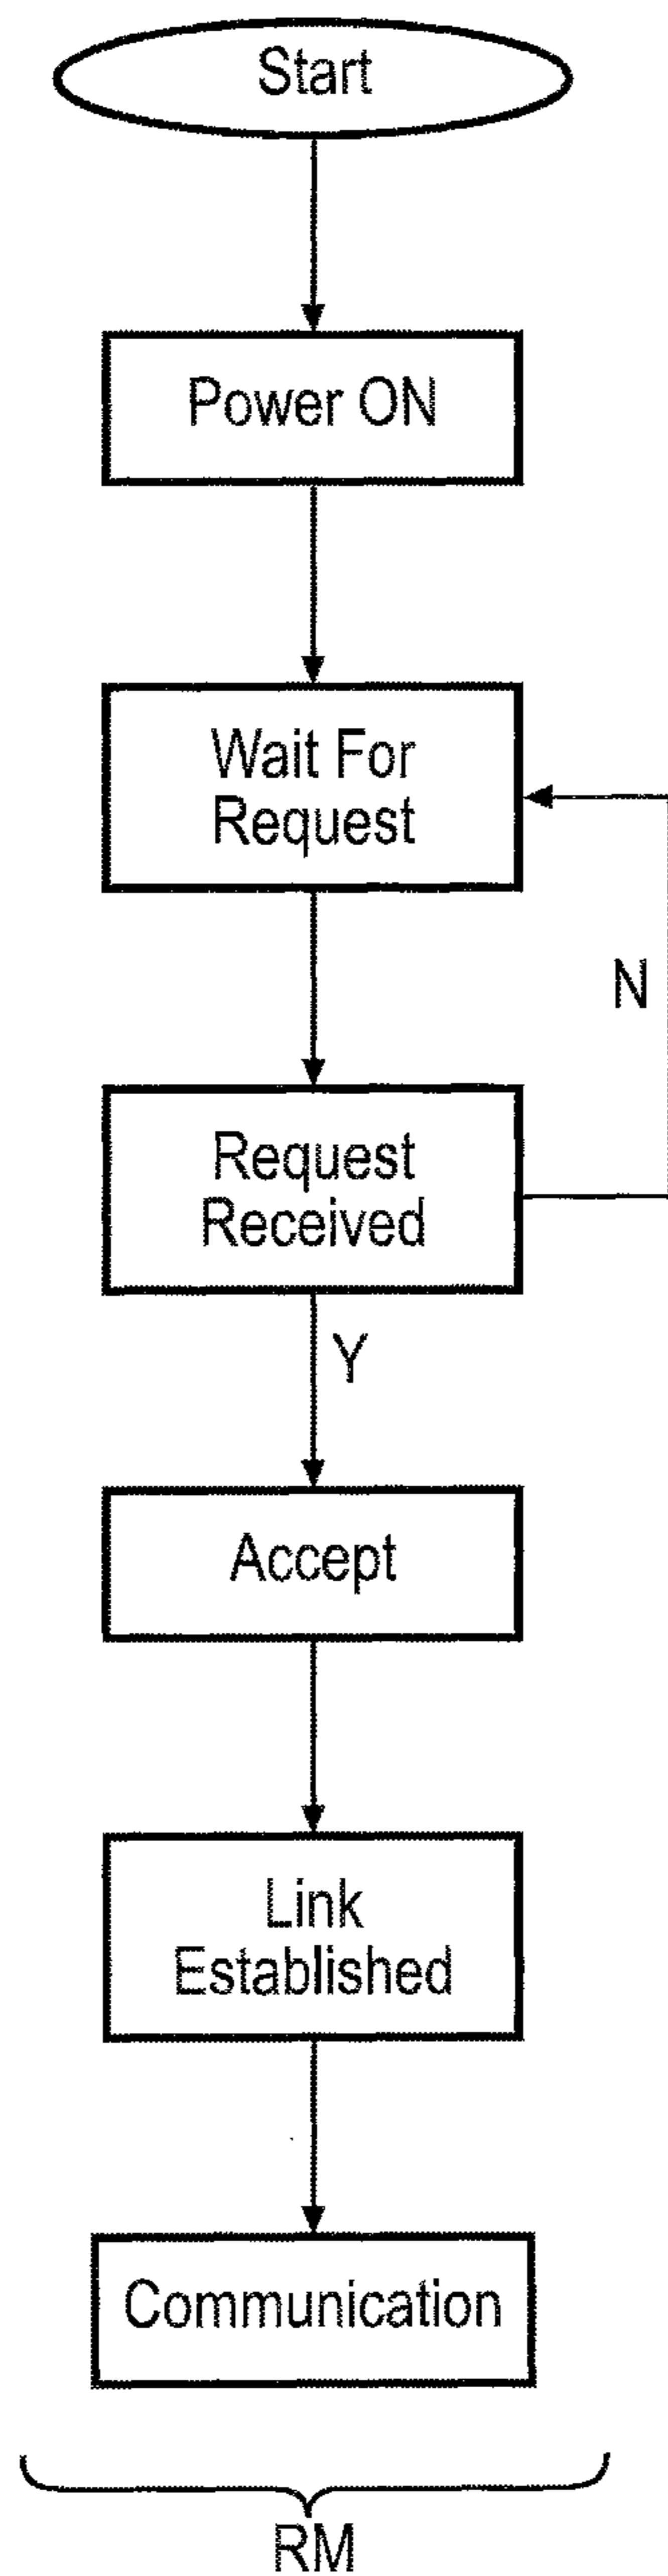 Start
Power ON
Wait For
Request
N
Request
Received
Y
Accept
Link
Established
Communication
RM